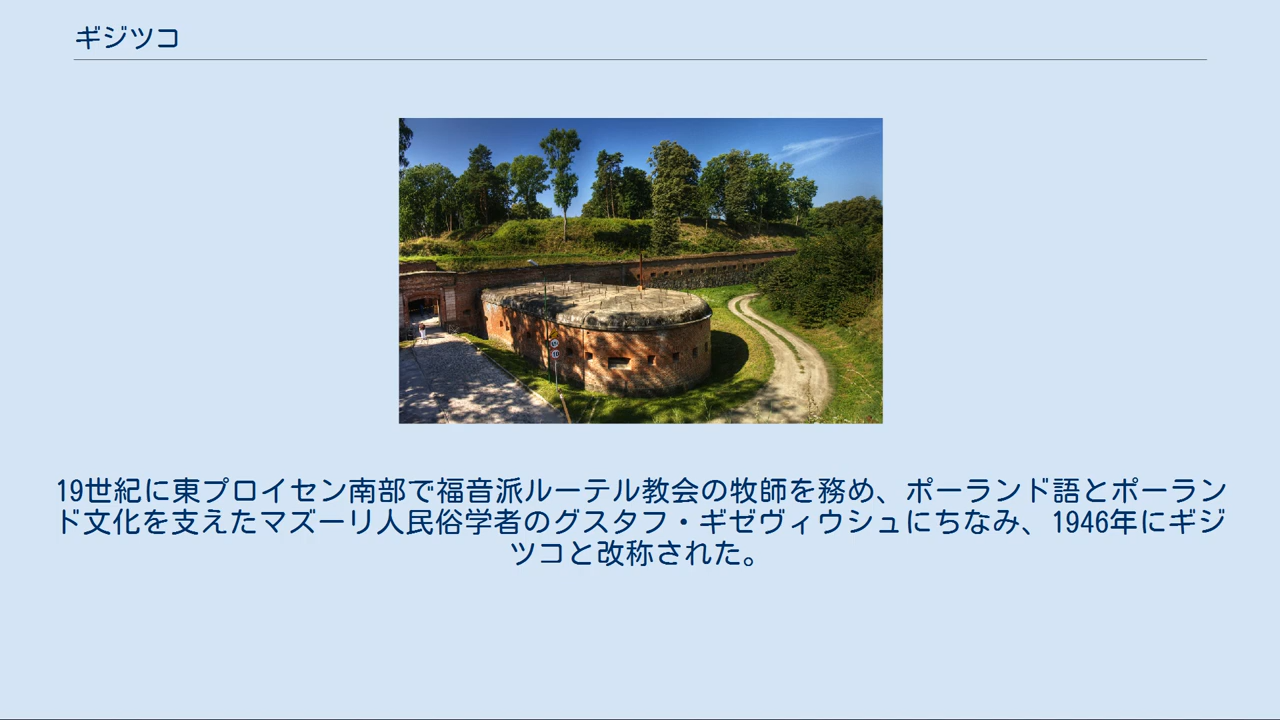 ギジツコ
19世紀に東プロイセン南部で福音派ルーテル教会の牧師を務め、ポーランド語とポーラン
ド文化を支えたマズーリ人民俗学者のグスタフ・ギゼヴィウシュにちなみ、1946年にギジ
ツコと改称された。